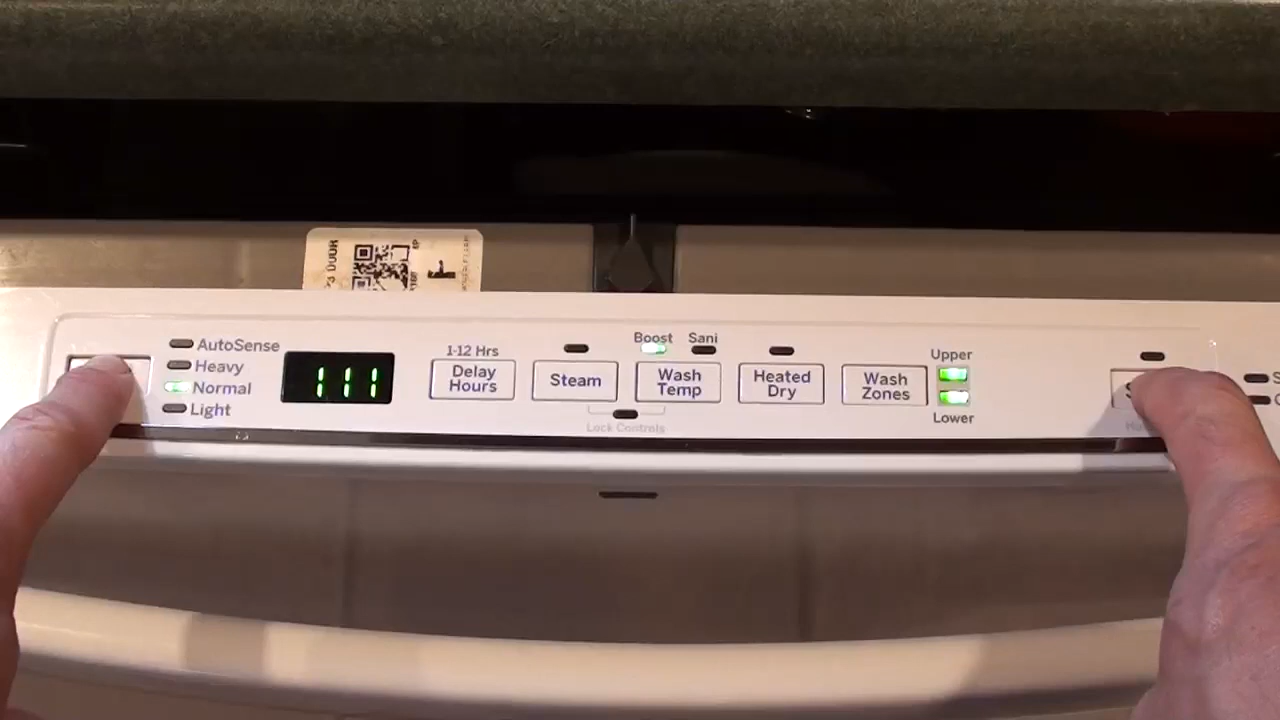 AutoSense
Heavy
Normal
Light
111
1-12 Hrs
Delay
Hours
Steam
Lock Controls
Boost
Sani
Wash
Temp
Heated
Dry
Wash
Zones
Upper
Lower